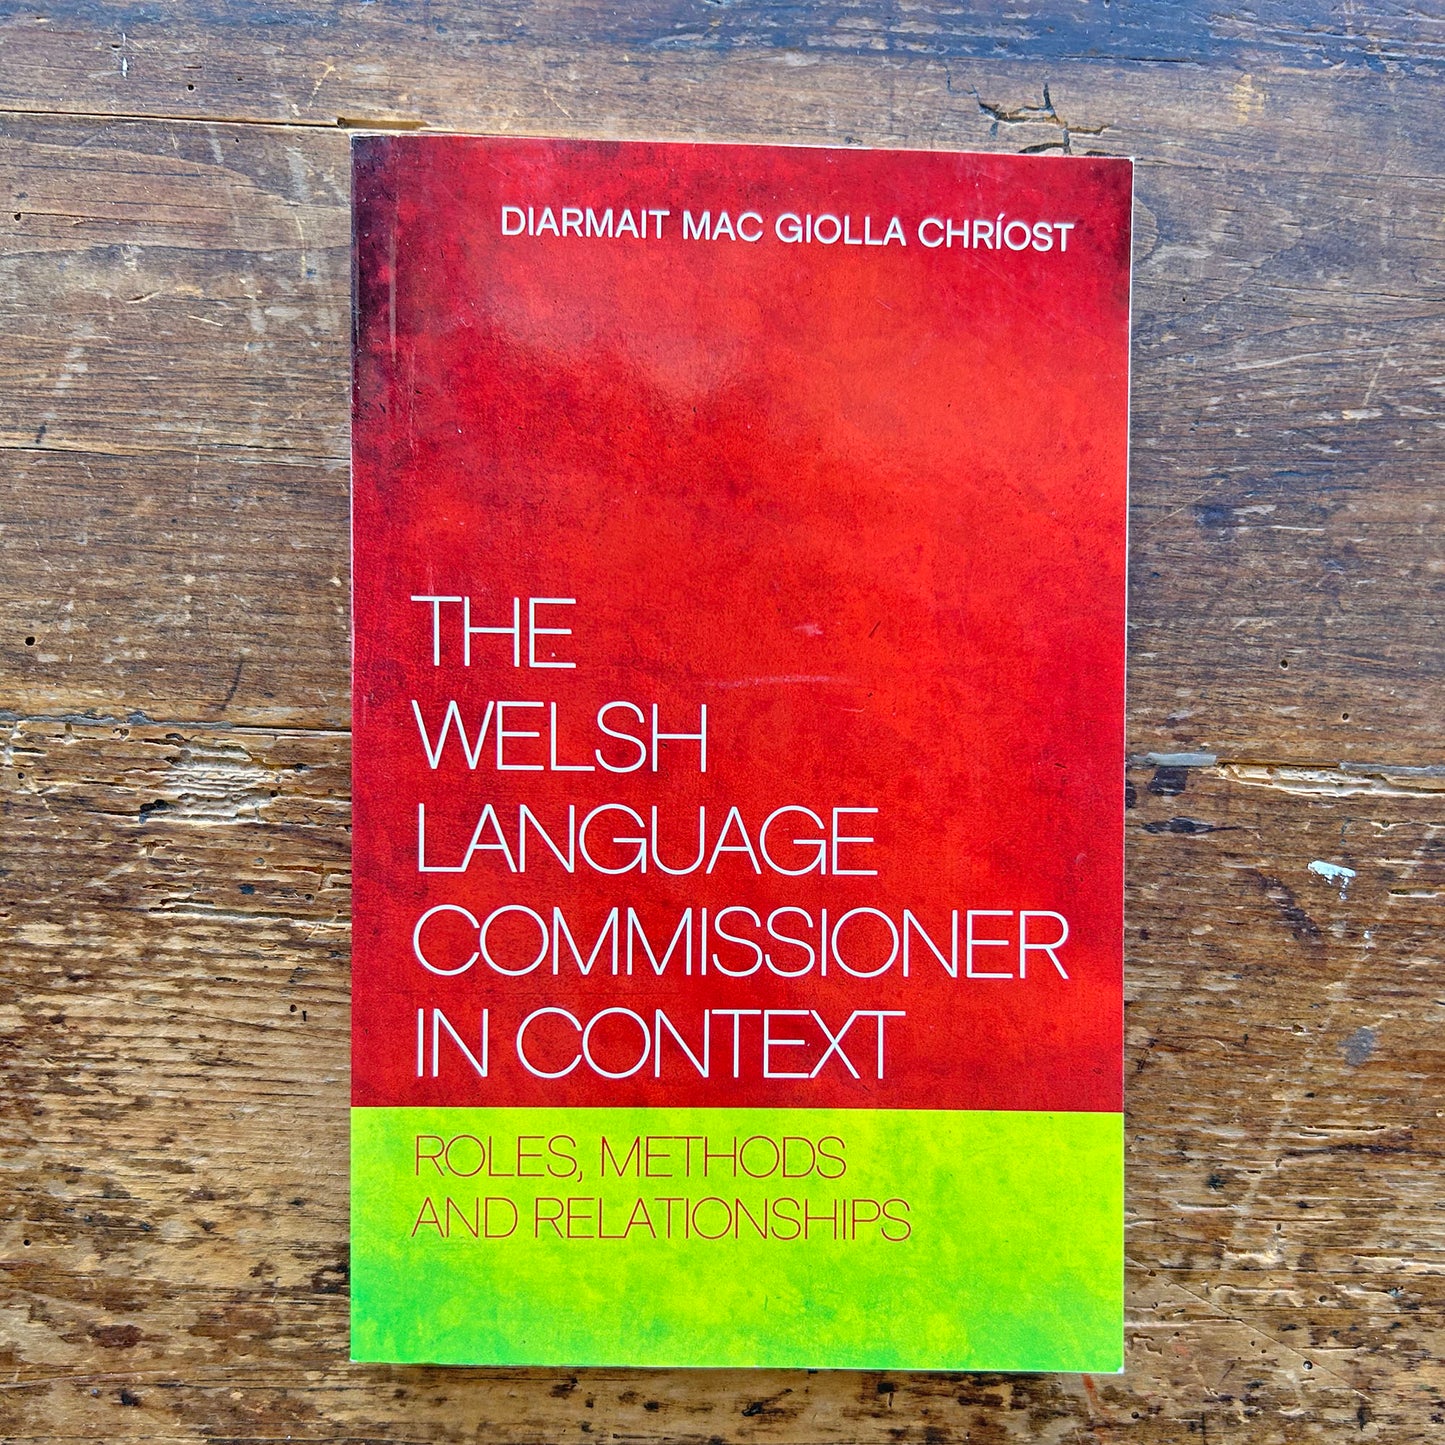 DIARMAIT MAC GIOLLA CHRÍOST
THE
WELSH
LANGUAGE
COMMISSIONER
IN CONTEXT
ROLES, METHODS
AND RELATIONSHIPS